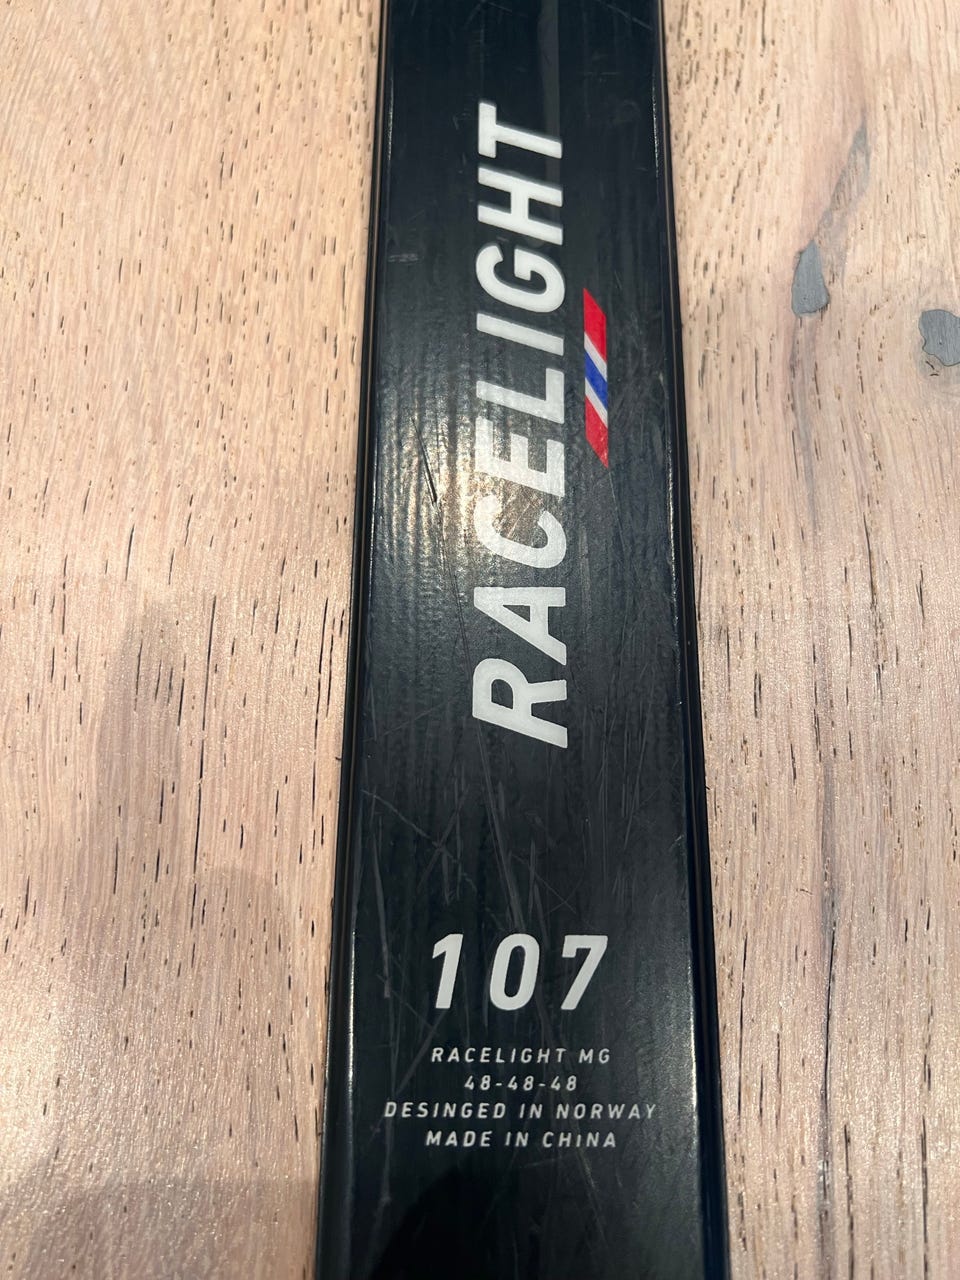 RACELIGHT
107
RACELIGHT MG
48-48-48
DESINGED IN NORWAY
MADE IN CHINA